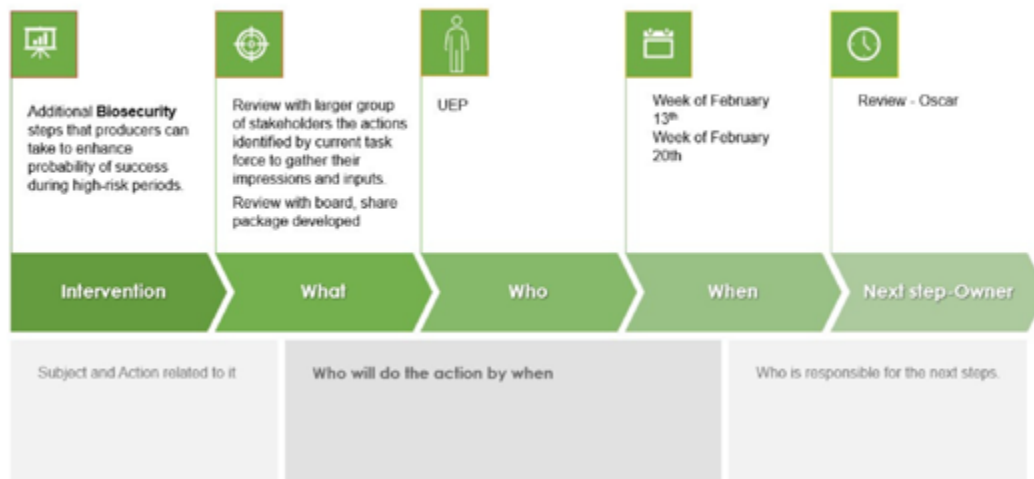 Additional Biosecurity
steps that producers can
take to enhance
probability of success
during high-risk periods.
Review with larger group
of stakeholders the actions
identified by current task
force to gather their
impressions and inputs.
Review with board, share
package developed
UEP
Week of February
13th
Week of February
20th
Review - Oscar
Intervention
What
Who
When
Next step-Owner
Subject and Action related to it
Who will do the action by when
Who is responsible for the next steps.